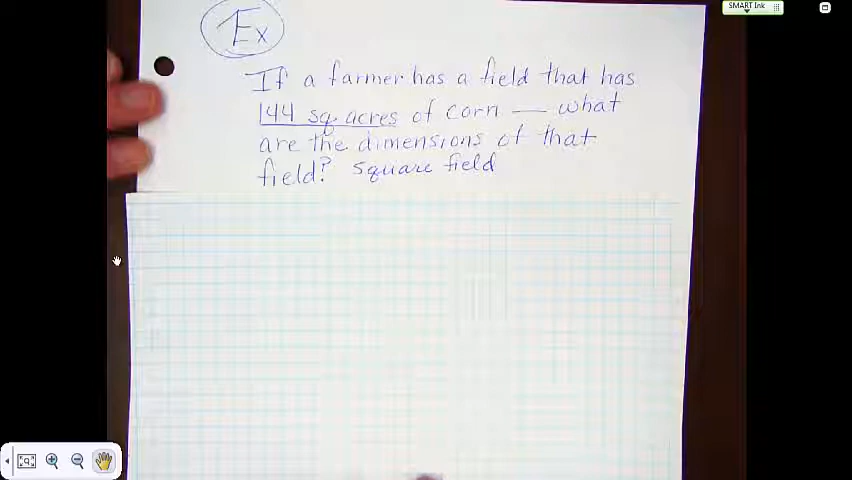 SMART Ink
Ex
If a farmer has a field that has
144 sq acres of corn — what
are the dimensions of that
field? square field